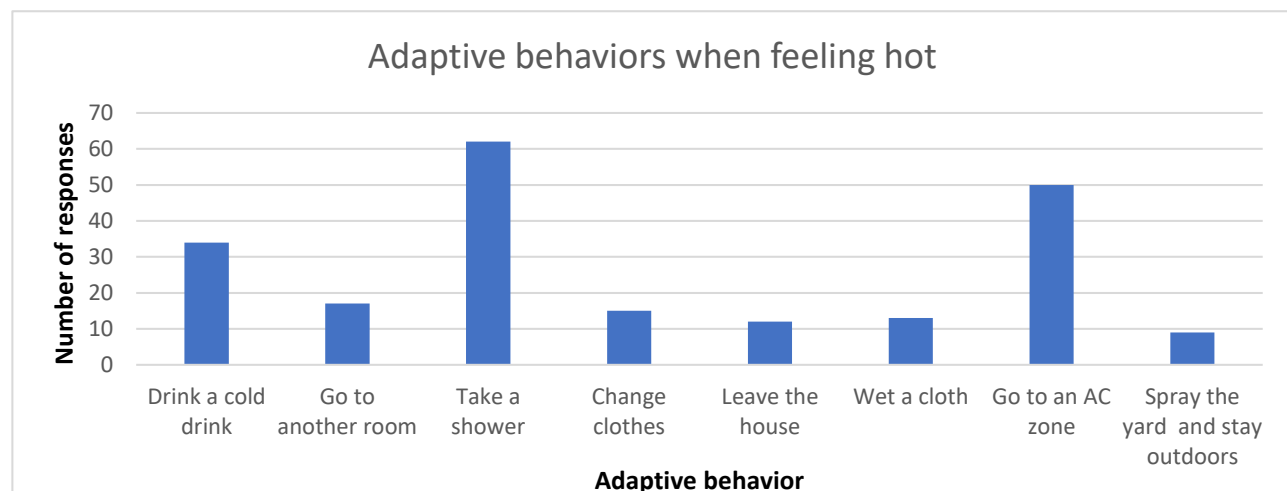 Adaptive behaviors when feeling hot
Number of responses
70
60
50
40
30
20
10
0
Drink a cold
drink
Go to
another room
Take a
shower
Change
clothes
Leave the
house
Wet a cloth
Go to an AC
zone
Spray the
yard and stay
outdoors
Adaptive behavior